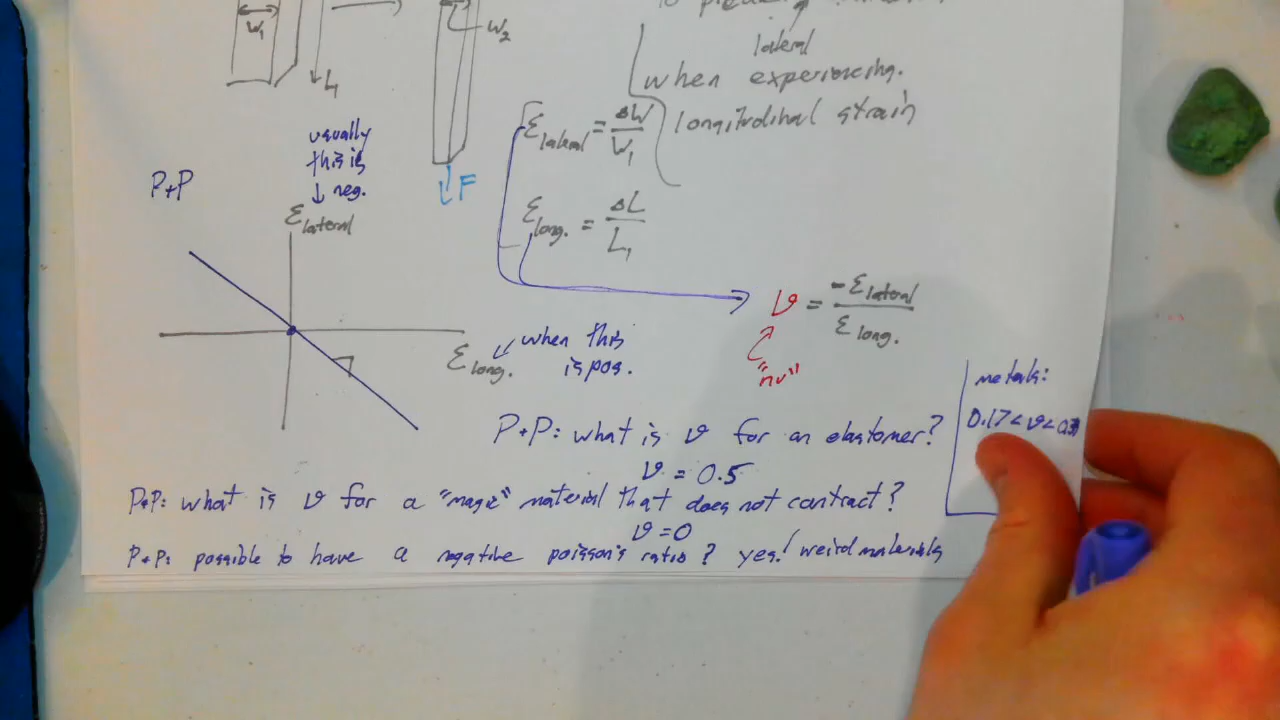 W₁
L₁
W₂
F
lateral
when experiencing.
longitudinal strain
ε lateral = ΔW / W₁
ε long. = ΔL / L₁
usually
this is
↓ neg.
P+P
ε lateral
ε long.
when this
is pos.
ν = -ε lateral / ε long.
"nu"
metals:
0.17 < ν <
P+P: what is ν for an elastomer?
ν = 0.5
P+P: what is ν for a "magic" material that does not contract?
ν = 0
P+P: possible to have a negative poisson's ratio? yes! weird materials